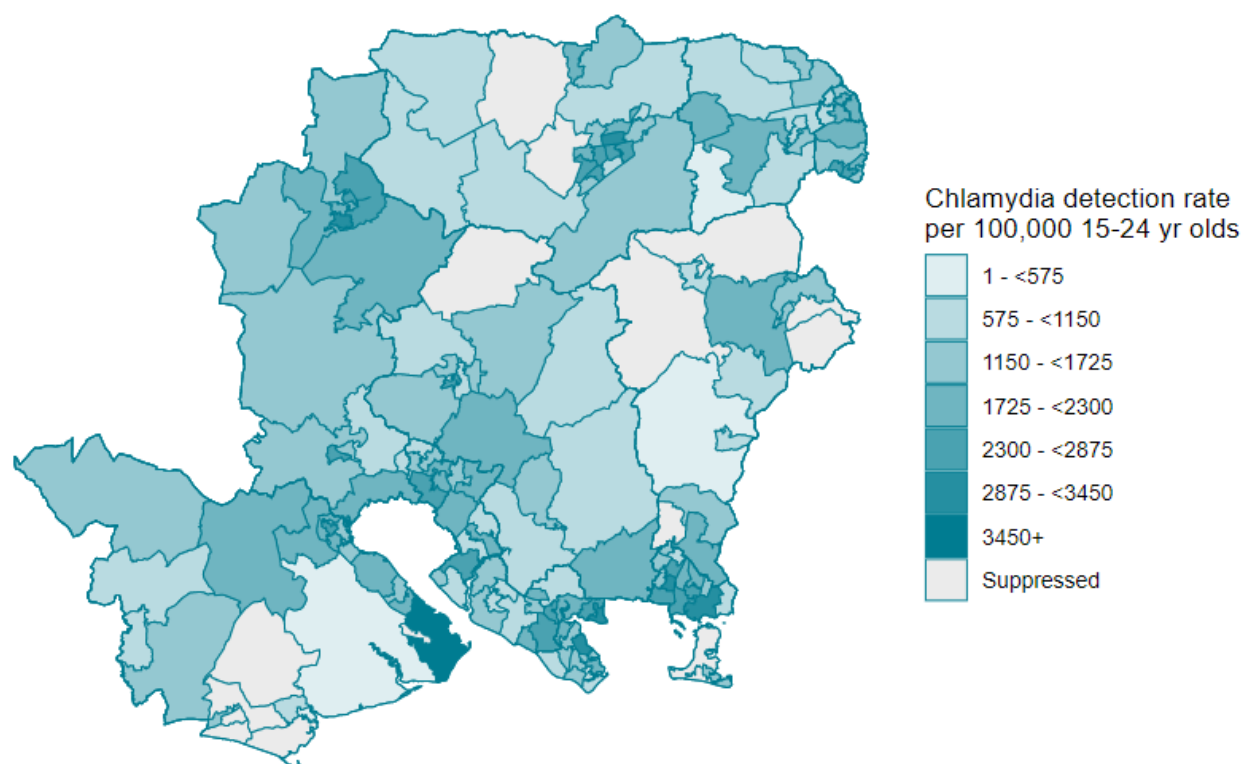 Chlamydia detection rate
per 100,000 15-24 yr olds
1 - <575
575 - <1150
1150 - <1725
1725 - <2300
2300 - <2875
2875 - <3450
3450+
Suppressed